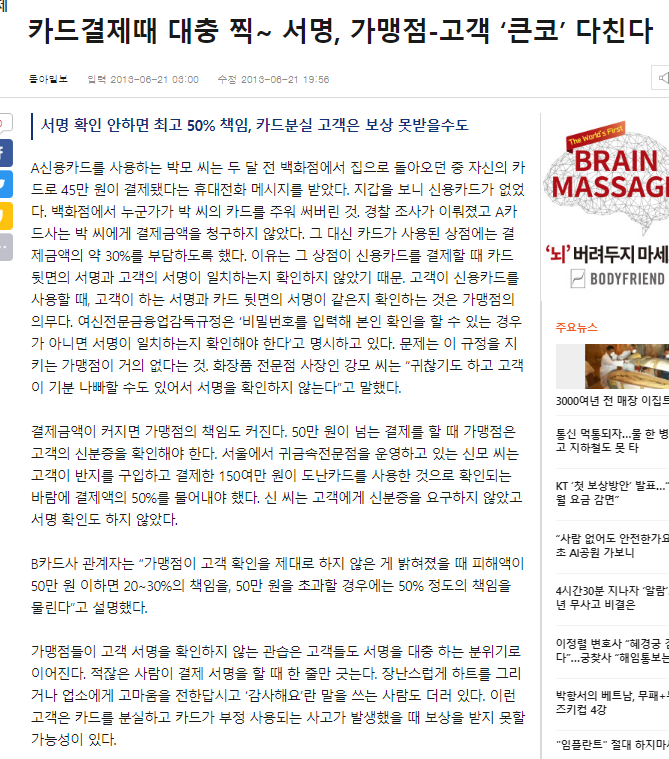 제
카드결제때 대충 찍~ 서명, 가맹점-고객 ‘큰코’ 다친다
동아일보 입력 2013-06-21 03:00 수정 2013-06-21 19:56
서명 확인 안하면 최고 50% 책임, 카드분실 고객은 보상 못받을수도
A신용카드를 사용하는 박모 씨는 두 달 전 백화점에서 집으로 돌아오던 중 자신의 카
드로 45만 원이 결제됐다는 휴대전화 메시지를 받았다. 지갑을 보니 신용카드가 없었
다. 백화점에서 누군가가 박 씨의 카드를 주워 써버린 것. 경찰 조사가 이뤄졌고 A카
드사는 박 씨에게 결제금액을 청구하지 않았다. 그 대신 카드가 사용된 상점에는 결
제금액의 약 30%를 부담하도록 했다. 이유는 그 상점이 신용카드를 결제할 때 카드
뒷면의 서명과 고객의 서명이 일치하는지 확인하지 않았기 때문. 고객이 신용카드를
사용할 때, 고객이 하는 서명과 카드 뒷면의 서명이 같은지 확인하는 것은 가맹점의
의무다. 여신전문금융업감독규정은 ‘비밀번호를 입력해 본인 확인을 할 수 있는 경우
가 아니면 서명이 일치하는지 확인해야 한다’고 명시하고 있다. 문제는 이 규정을 지
키는 가맹점이 거의 없다는 것. 화장품 전문점 사장인 강모 씨는 “귀찮기도 하고 고객
이 기분 나빠할 수도 있어서 서명을 확인하지 않는다”고 말했다.
결제금액이 커지면 가맹점의 책임도 커진다. 50만 원이 넘는 결제를 할 때 가맹점은
고객의 신분증을 확인해야 한다. 서울에서 귀금속전문점을 운영하고 있는 신모 씨는
고객이 반지를 구입하고 결제한 150여만 원이 도난카드를 사용한 것으로 확인되는
바람에 결제액의 50%를 물어내야 했다. 신 씨는 고객에게 신분증을 요구하지 않았고
서명 확인도 하지 않았다.
B카드사 관계자는 “가맹점이 고객 확인을 제대로 하지 않은 게 밝혀졌을 때 피해액이
50만 원 이하면 20~30%의 책임을, 50만 원을 초과할 경우에는 50% 정도의 책임을
물린다”고 설명했다.
가맹점들이 고객 서명을 확인하지 않는 관습은 고객들도 서명을 대충 하는 분위기로
이어진다. 적잖은 사람이 결제 서명을 할 때 한 줄만 긋는다. 장난스럽게 하트를 그리
거나 업소에게 고마움을 전한답시고 ‘감사해요’란 말을 쓰는 사람도 더러 있다. 이런
고객은 카드를 분실하고 카드가 부정 사용되는 사고가 발생했을 때 보상을 받지 못할
가능성이 있다.
The World's First
BRAIN
MASSAGE
‘뇌’ 버려두지 마세
BODYFRIEND
주요뉴스
3000여년 전 매장 이집트
통신 먹통되자…물 한 병
고 지하철도 못 타
KT ‘첫 보상방안’ 발표…“
월 요금 감면”
“사람 없어도 안전한가요
초 AI공원 가보니
4시간30분 지나자 ‘알람’
년 무사고 비결은
이정렬 변호사 “혜경궁 김
다”…궁찾사 “해임통보는
박항서의 베트남, 무패+
즈키컵 4강
“임플란트” 절대 하지마세